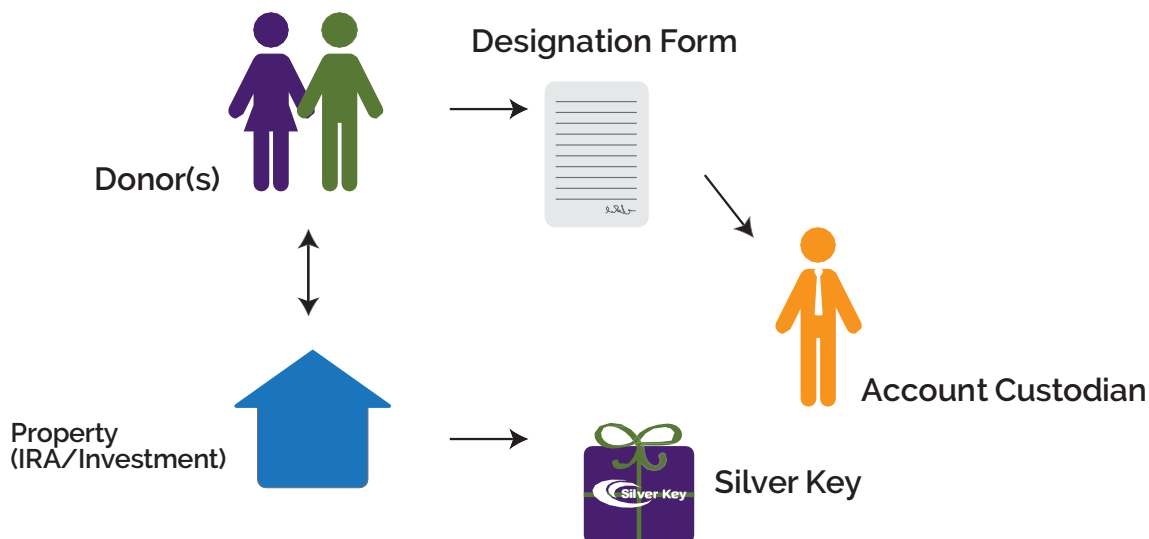 Designation Form
Donor(s)
Account Custodian
Property
(IRA/Investment)
Silver Key
Silver Key